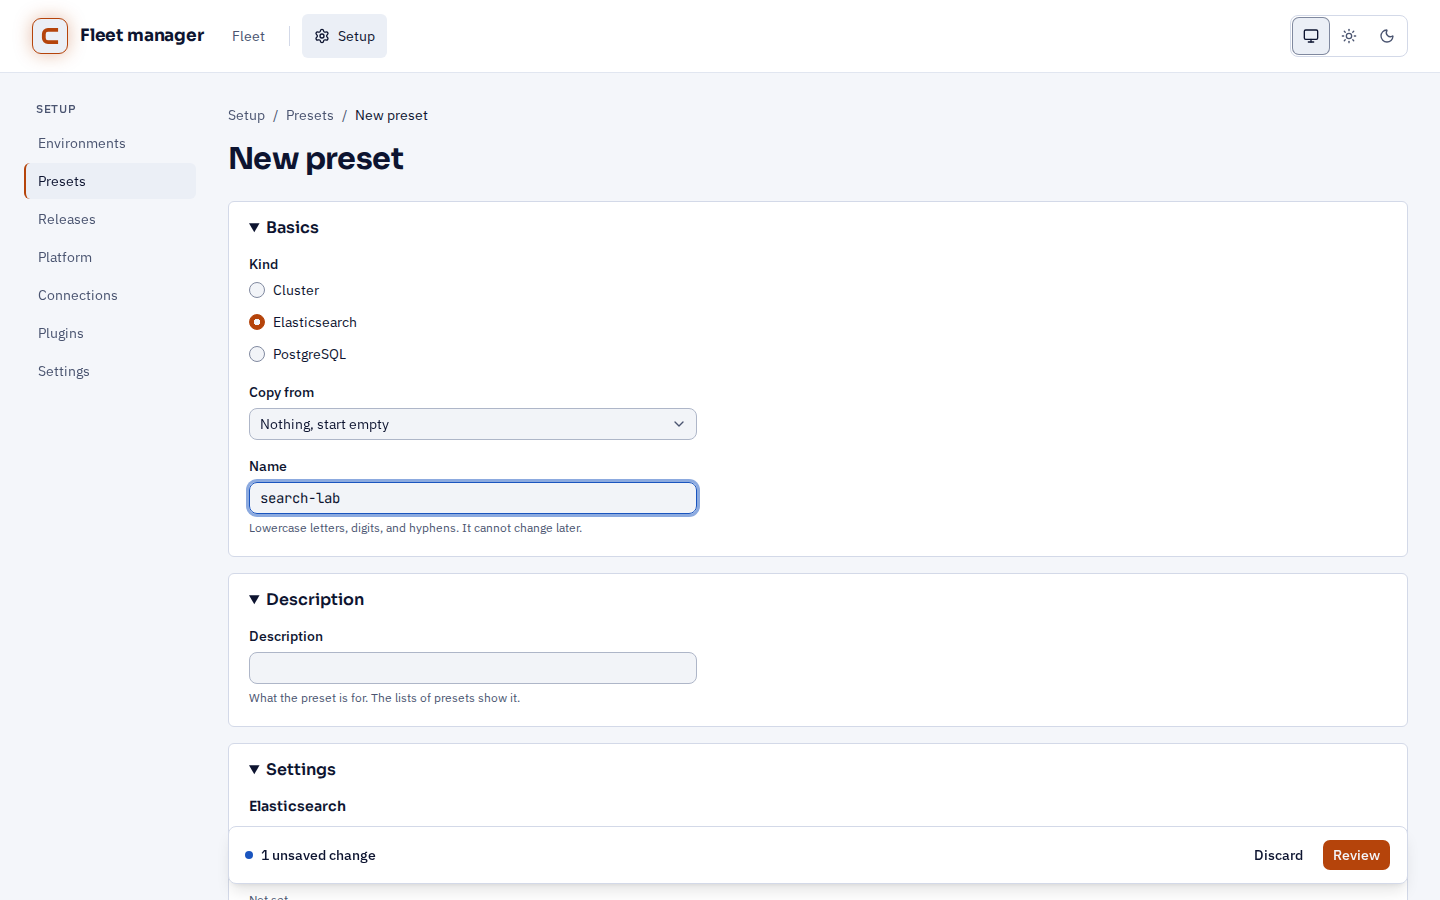 Fleet manager
Fleet
Setup
SETUP
Environments
Presets
Releases
Platform
Connections
Plugins
Settings
Setup / Presets / New preset
New preset
Basics
Kind
Cluster
Elasticsearch
PostgreSQL
Copy from
Nothing, start empty
Name
search-lab
Lowercase letters, digits, and hyphens. It cannot change later.
Description
Description
What the preset is for. The lists of presets show it.
Settings
Elasticsearch
1 unsaved change
Discard
Review
Not set